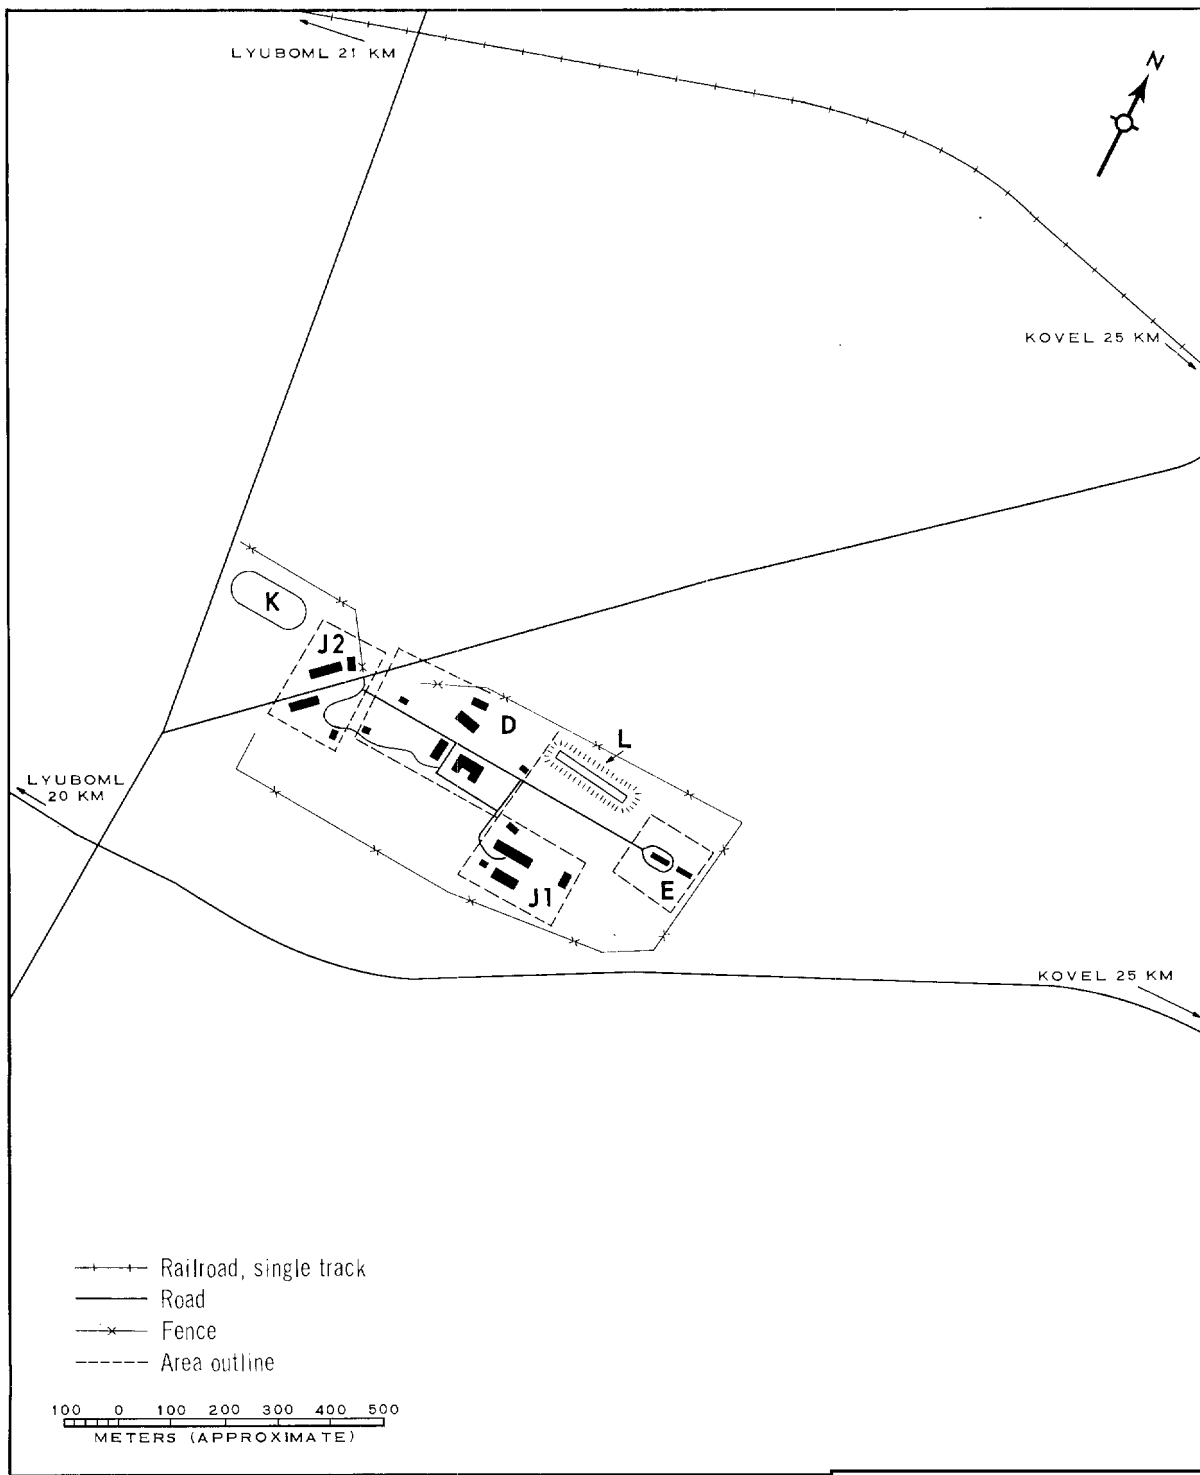 LYUBOML 21 KM
N
KOVEL 25 KM
K
J2
D
L
LYUBOML
20 KM
E
J1
KOVEL 25 KM
Railroad, single track
Road
Fence
Area outline
100 0 100 200 300 400 500
METERS (APPROXIMATE)